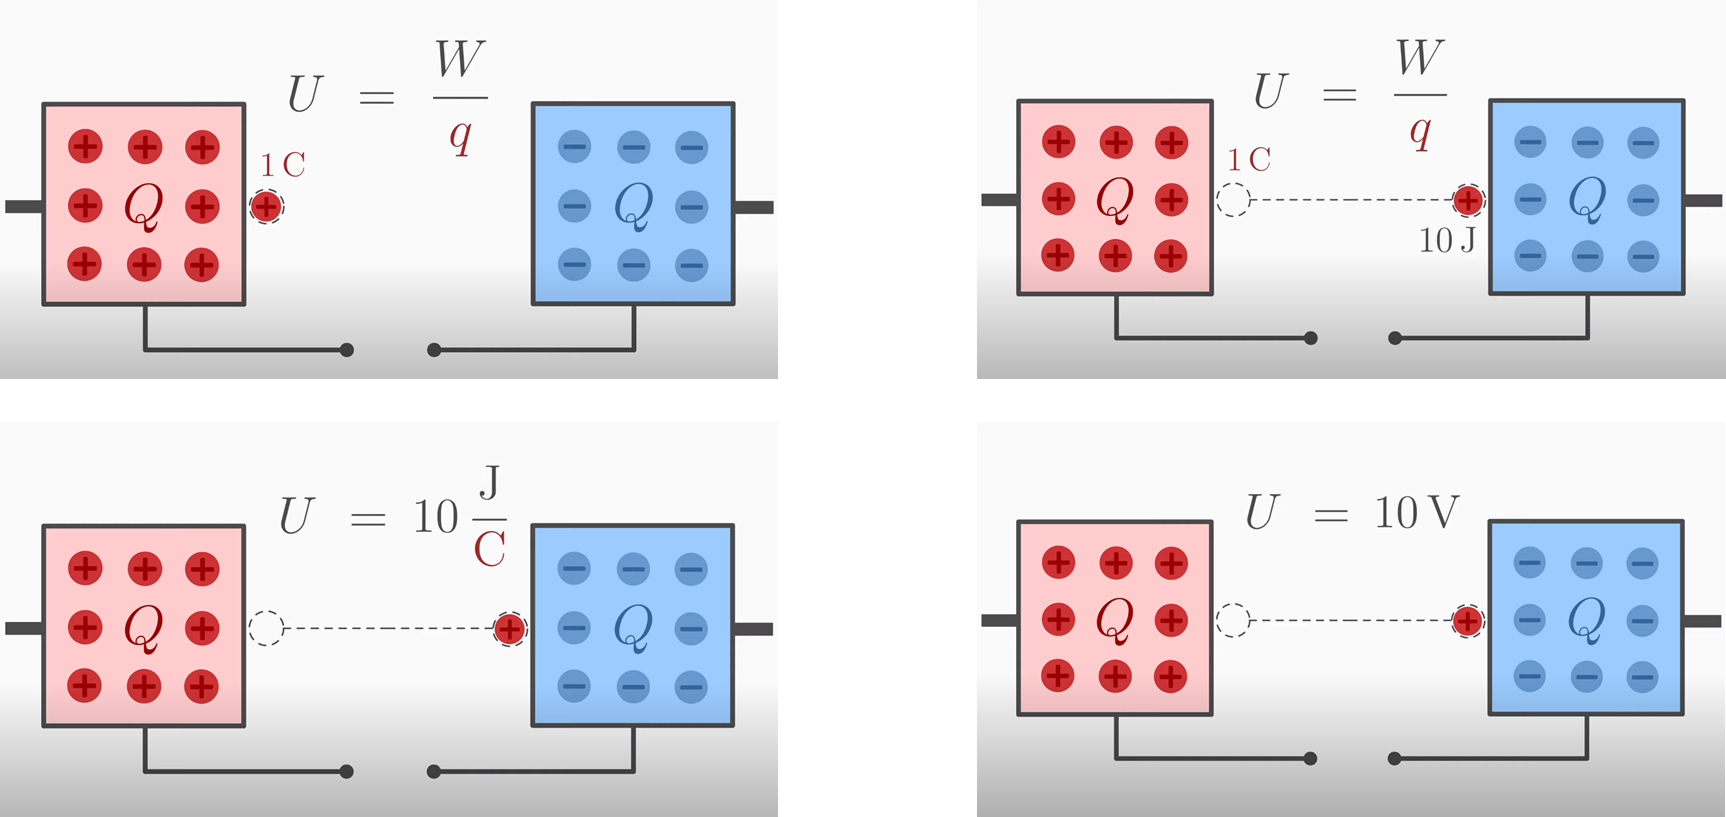 U = W/q
1 C
Q
Q
U = W/q
1 C
Q
Q
10 J
U = 10 J/C
Q
Q
U = 10 V
Q
Q